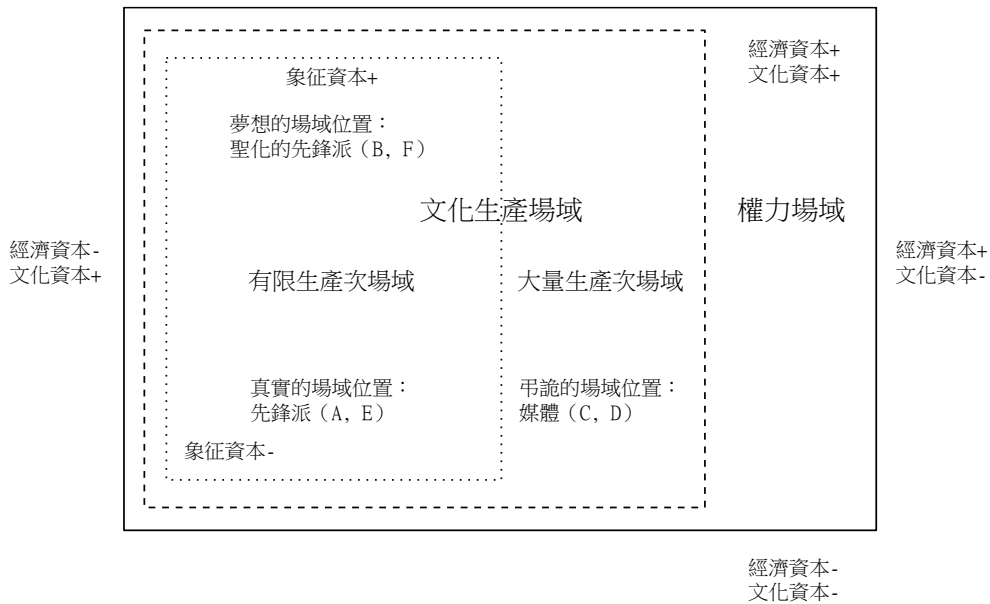 經濟資本+
文化資本+
象征資本+
夢想的場域位置：
聖化的先鋒派（B, F）
文化生產場域
權力場域
經濟資本-
文化資本+
經濟資本+
文化資本-
有限生產次場域
大量生產次場域
真實的場域位置：
先鋒派（A, E）
弔詭的場域位置：
媒體（C, D）
象征資本-
經濟資本-
文化資本-